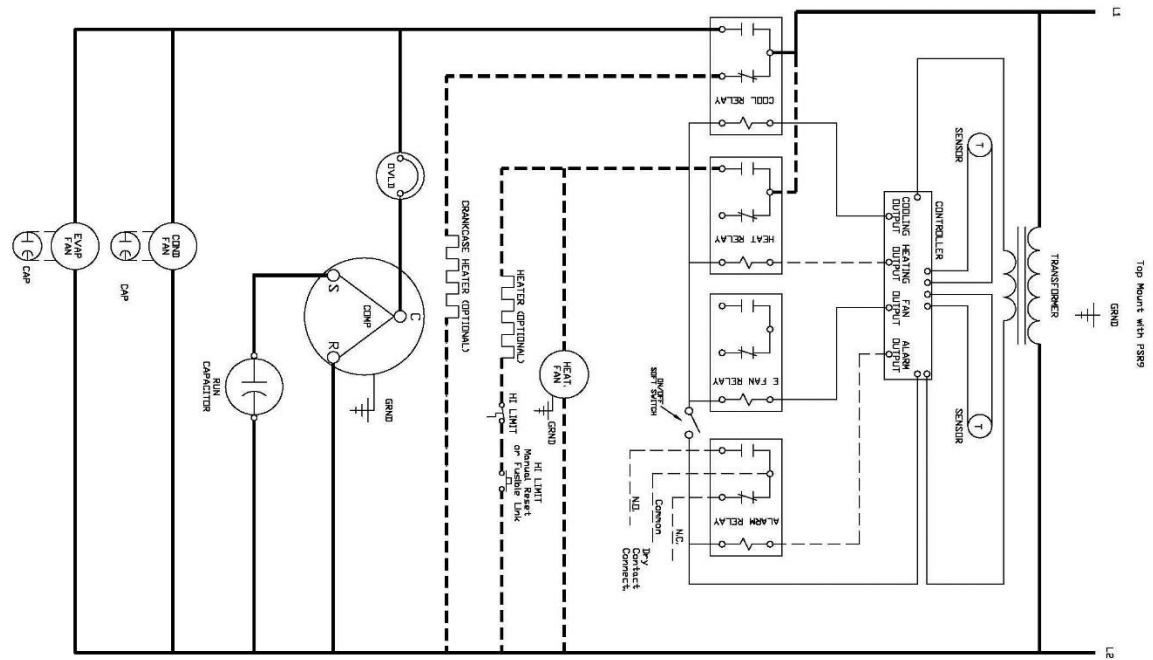 Top Mount with PSR9
L1
L2
GRND
TRANSFORMER
SENSOR
T
SENSOR
T
CONTROLLER
COOLING
OUTPUT
HEATING
OUTPUT
FAN
OUTPUT
ALARM
OUTPUT
COOL RELAY
HEAT RELAY
E FAN RELAY
ALARM RELAY
ON/OFF
SOFT SWITCH
N.O.
Common
N.C.
Dry
Contact
Connect.
HEAT.
FAN
GRND
HEATER (OPTIONAL)
HI LIMIT
HI LIMIT
Manual Reset
or Fusible Link
CRANKCASE HEATER (OPTIONAL)
OVLD
C
S
R
COMP
GRND
RUN
CAPACITOR
COND
FAN
CAP
EVAP
FAN
CAP